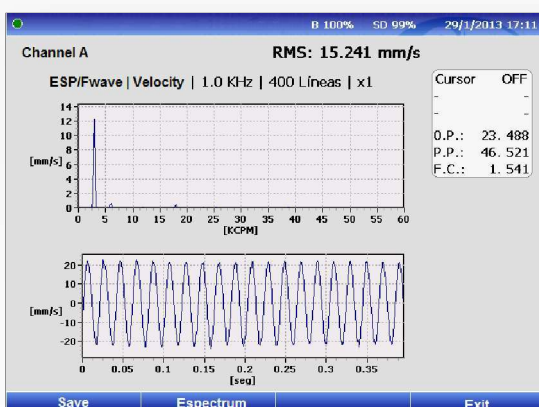 B 100% SD 99% 29/1/2013 17:11
Channel A RMS: 15.241 mm/s
ESP/Fwave | Velocity | 1.0 KHz | 400 Líneas | x1
Cursor OFF
- -
- -
0.P.: 23. 488
P.P.: 46. 521
F.C.: 1. 541
14
12
10
8
[mm/s]
6
4
2
0
0 5 10 15 20 25 30 35 40 45 50 55 60
[KCPM]
20
10
[mm/s] 0
-10
-20
0 0.05 0.1 0.15 0.2 0.25 0.3 0.35
[seg]
Save Espectrum Exit